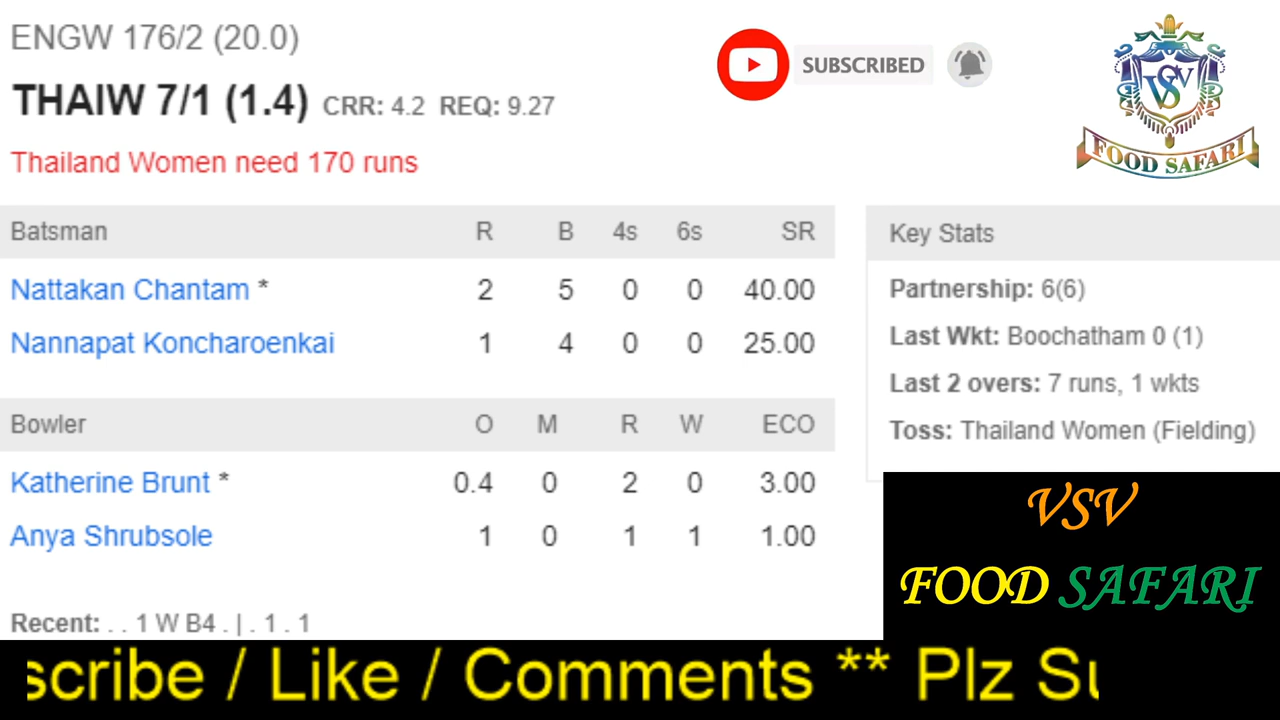 ENGW 176/2 (20.0)
THAIW 7/1 (1.4) CRR: 4.2 REQ: 9.27
Thailand Women need 170 runs
SUBSCRIBED
VSV
FOOD SAFARI
Batsman R B 4s 6s SR
Nattakan Chantam * 2 5 0 0 40.00
Nannapat Koncharoenkai 1 4 0 0 25.00
Bowler O M R W ECO
Katherine Brunt * 0.4 0 2 0 3.00
Anya Shrubsole 1 0 1 1 1.00
Recent: . . 1 W B4 . | . 1 . 1
Key Stats
Partnership: 6(6)
Last Wkt: Boochatham 0 (1)
Last 2 overs: 7 runs, 1 wkts
Toss: Thailand Women (Fielding)
VSV
FOOD SAFARI
scribe / Like / Comments ** Plz Su